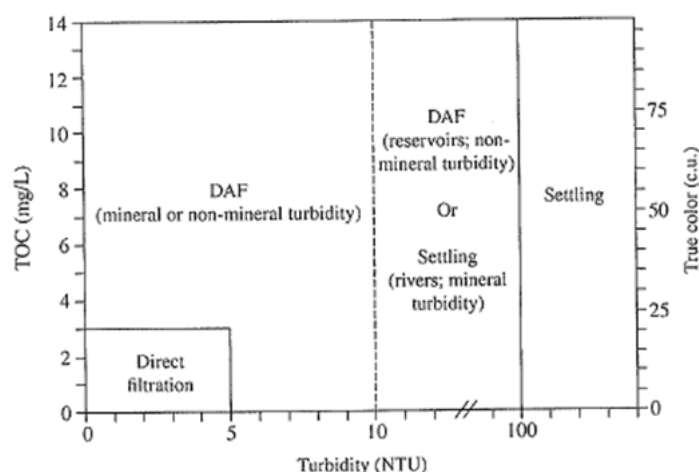 14
12
10
8
6
4
2
0
TOC (mg/L)
DAF
(mineral or non-mineral turbidity)
Direct
filtration
DAF
(reservoirs; non-
mineral turbidity)
Or
Settling
(rivers; mineral
turbidity)
Settling
75
50
25
0
True color (c.u.)
0
5
10
100
Turbidity (NTU)